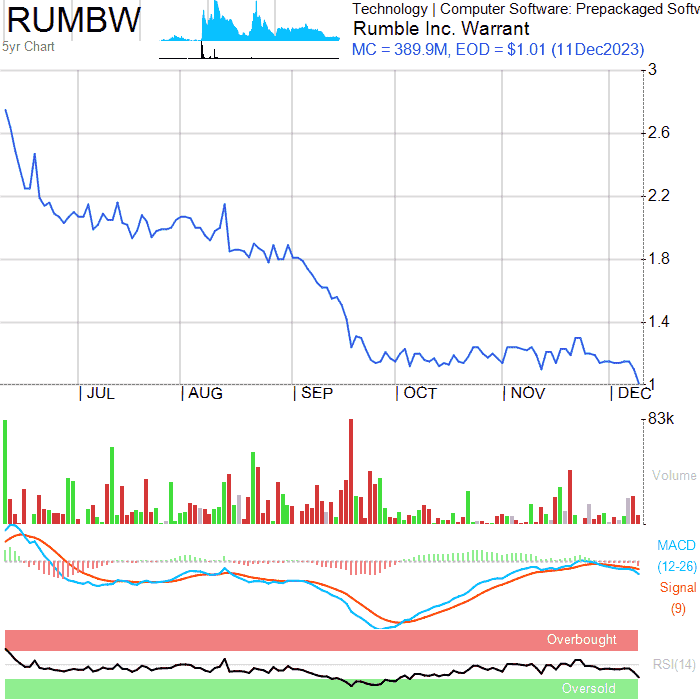 RUMBW
5yr Chart
Technology | Computer Software: Prepackaged Softw
Rumble Inc. Warrant
MC = 389.9M, EOD = $1.01 (11Dec2023)
3
2.6
2.2
1.8
1.4
1
JUL AUG SEP OCT NOV DEC
83k
Volume
MACD
(12-26)
Signal
(9)
Overbought
RSI(14)
Oversold